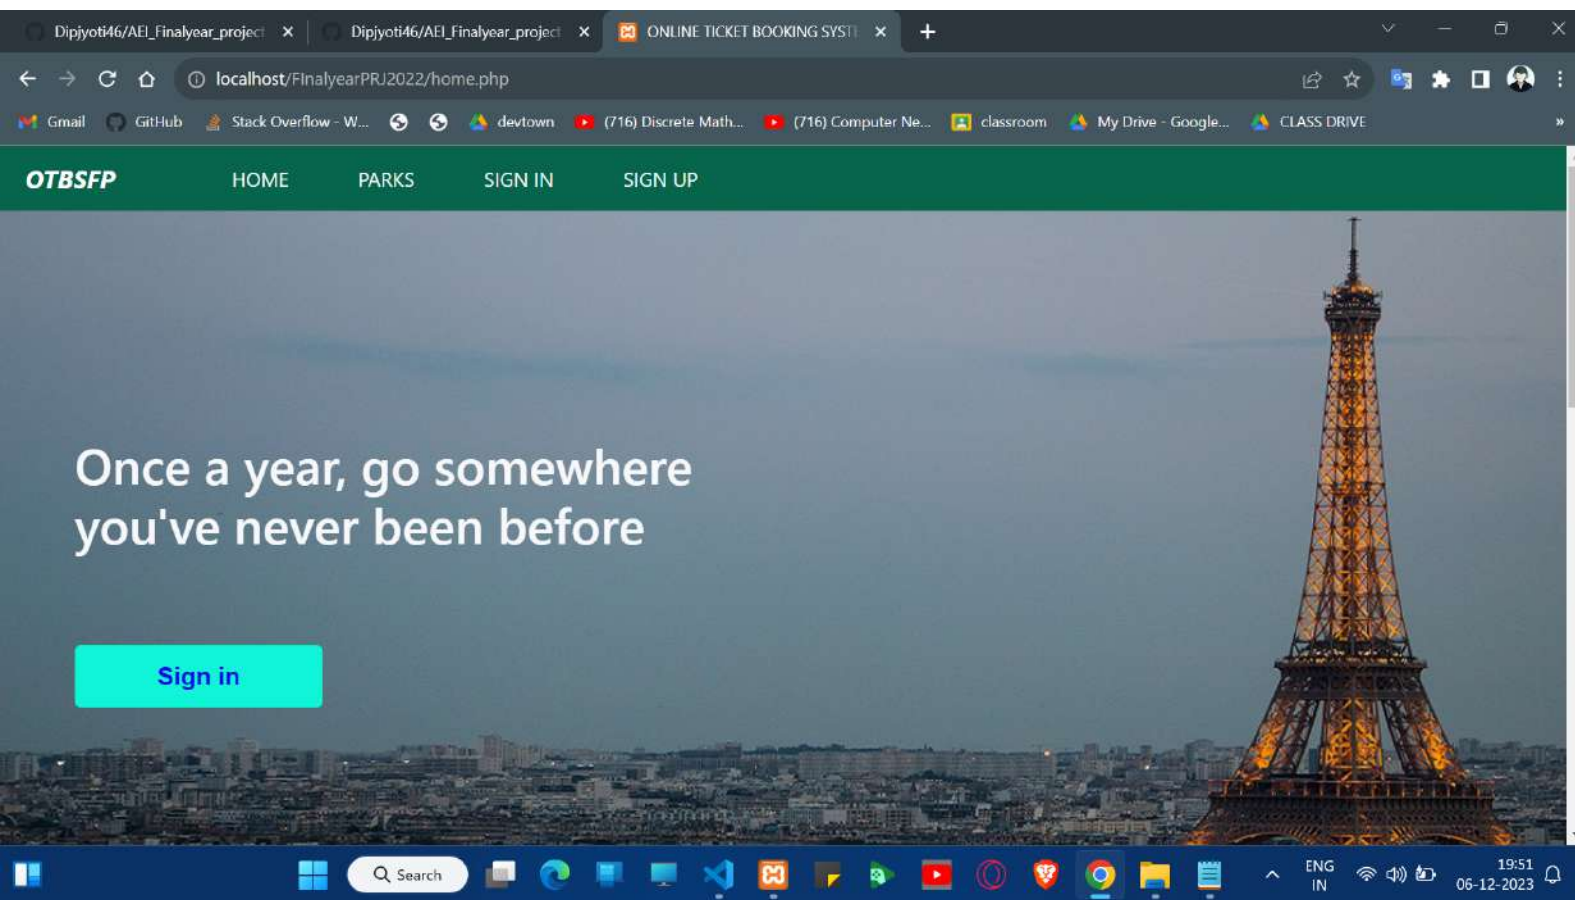 Dipjyoti46/AEI_Finalyear_project
Dipjyoti46/AEI_Finalyear_project
ONLINE TICKET BOOKING SYSTE
localhost/FInalyearPRJ2022/home.php
Gmail
GitHub
Stack Overflow - W...
devtown
(716) Discrete Math...
(716) Computer Ne...
classroom
My Drive - Google...
CLASS DRIVE
»
OTBSFP
HOME
PARKS
SIGN IN
SIGN UP
Once a year, go somewhere
you've never been before
Sign in
Search
ENG
IN
19:51
06-12-2023